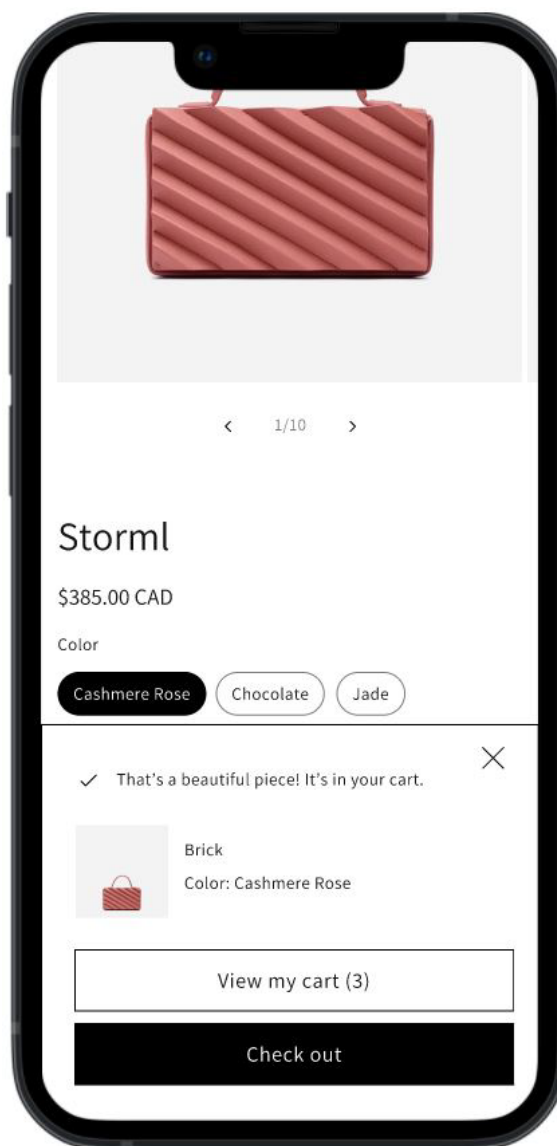 1/10
Storml
$385.00 CAD
Color
Cashmere Rose Chocolate Jade
That's a beautiful piece! It's in your cart.
Brick
Color: Cashmere Rose
View my cart (3)
Check out